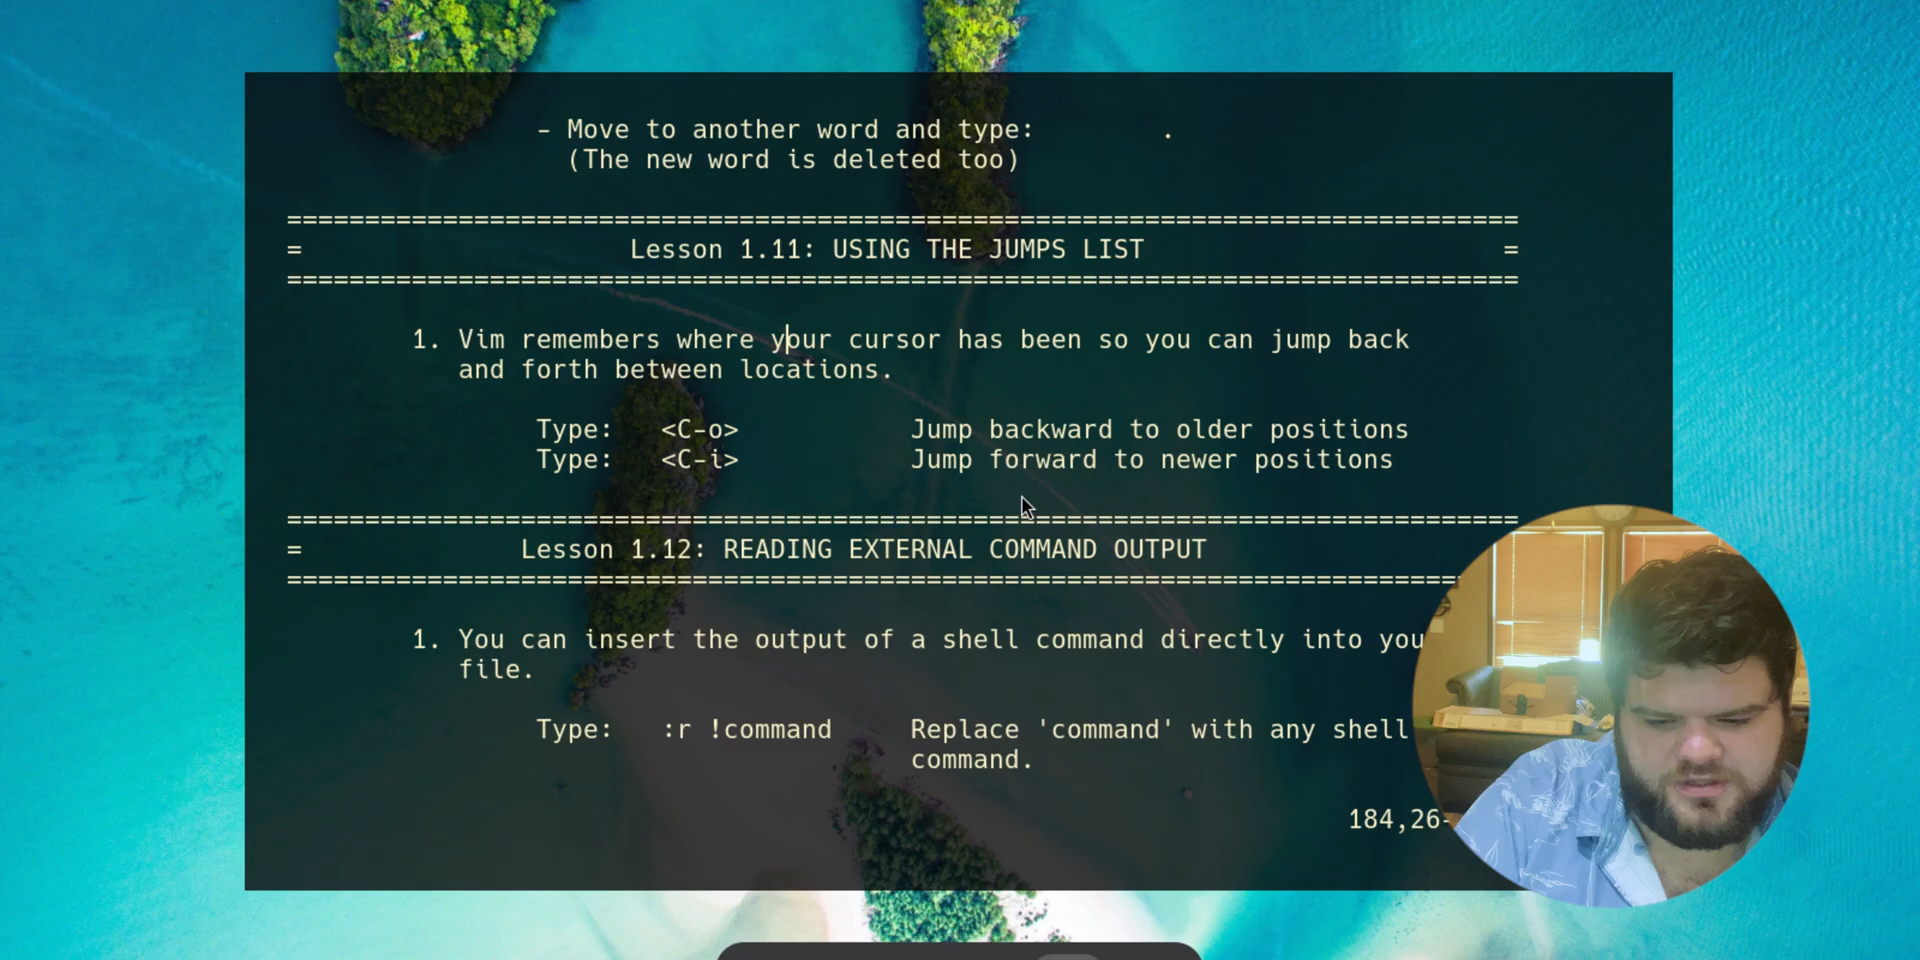 - Move to another word and type: .
(The new word is deleted too)
===============================================================================
= Lesson 1.11: USING THE JUMPS LIST =
===============================================================================
1. Vim remembers where your cursor has been so you can jump back
and forth between locations.
Type: <C-o> Jump backward to older positions
Type: <C-i> Jump forward to newer positions
===============================================================================
= Lesson 1.12: READING EXTERNAL COMMAND OUTPUT
===========================================================================
1. You can insert the output of a shell command directly into you
file.
Type: :r !command Replace 'command' with any shell
command.
184,26-